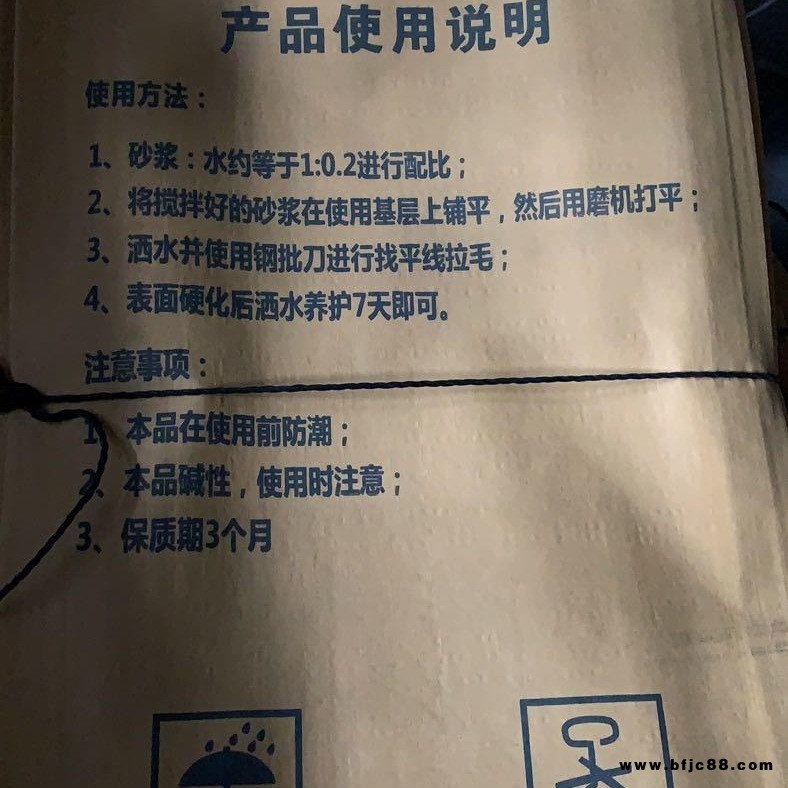 产品使用说明
使用方法：
1、砂浆：水约等于1:0.2进行配比；
2、将搅拌好的砂浆在使用基层上铺平，然后用磨机打平；
3、洒水并使用钢批刀进行找平线拉毛；
4、表面硬化后洒水养护7天即可。
注意事项：
1、本品在使用前防潮；
2、本品碱性，使用时注意；
3、保质期3个月
www.bfjc88.com